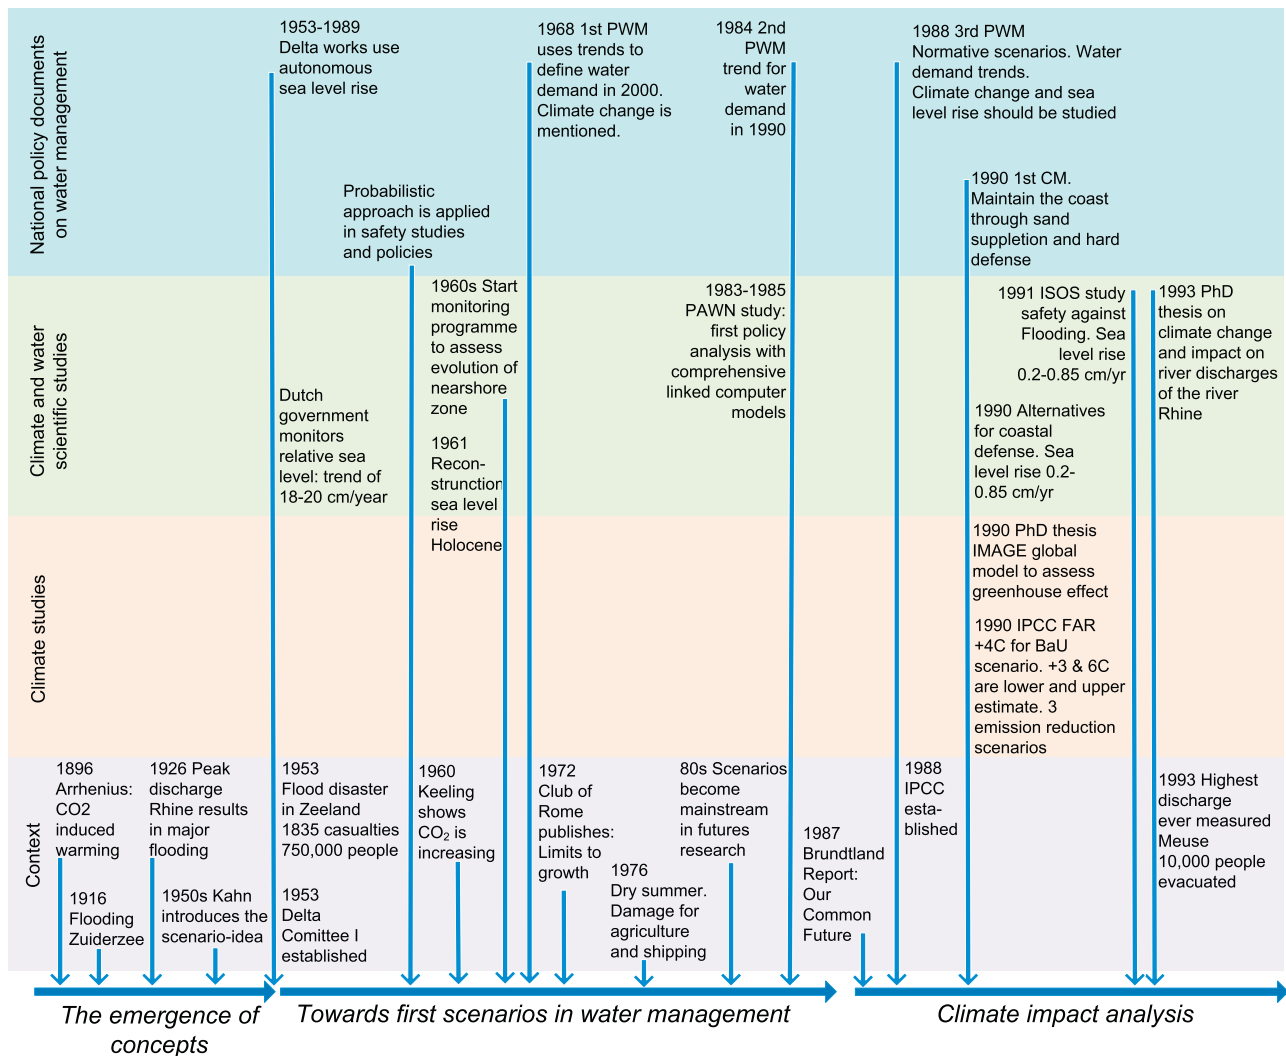 National policy documents
on water management
1953-1989
Delta works use
autonomous
sea level rise
1968 1st PWM
uses trends to
define water
demand in 2000.
Climate change is
mentioned.
1984 2nd
PWM
trend for
water
demand
in 1990
1988 3rd PWM
Normative scenarios. Water
demand trends.
Climate change and sea
level rise should be studied
Probabilistic
approach is applied
in safety studies
and policies
1990 1st CM.
Maintain the coast
through sand
suppletion and hard
defense
Climate and water
scientific studies
Dutch
government
monitors
relative sea
level: trend of
18-20 cm/year
1960s Start
monitoring
programme
to assess
evolution of
nearshore
zone
1961
Recon-
strunction
sea level
rise
Holocene
1983-1985
PAWN study:
first policy
analysis with
comprehensive
linked computer
models
1991 ISOS study
safety against
Flooding. Sea
level rise
0.2-0.85 cm/yr
1993 PhD
thesis on
climate change
and impact on
river discharges
of the river
Rhine
1990 Alternatives
for coastal
defense. Sea
level rise 0.2-
0.85 cm/yr
Climate studies
1990 PhD thesis
IMAGE global
model to assess
greenhouse effect
1990 IPCC FAR
+4C for BaU
scenario. +3 & 6C
are lower and upper
estimate. 3
emission reduction
scenarios
Context
1896
Arrhenius:
CO2
induced
warming
1916
Flooding
Zuiderzee
1926 Peak
discharge
Rhine results
in major
flooding
1950s Kahn
introduces the
scenario-idea
1953
Flood disaster
in Zeeland
1835 casualties
750,000 people
1953
Delta
Comittee I
established
1960
Keeling
shows
CO₂ is
increasing
1972
Club of
Rome
publishes:
Limits to
growth
1976
Dry summer.
Damage for
agriculture
and shipping
80s Scenarios
become
mainstream
in futures
research
1987
Brundtland
Report:
Our
Common
Future
1988
IPCC
esta-
blished
1993 Highest
discharge
ever measured
Meuse
10,000 people
evacuated
The emergence of
concepts
Towards first scenarios in water management
Climate impact analysis